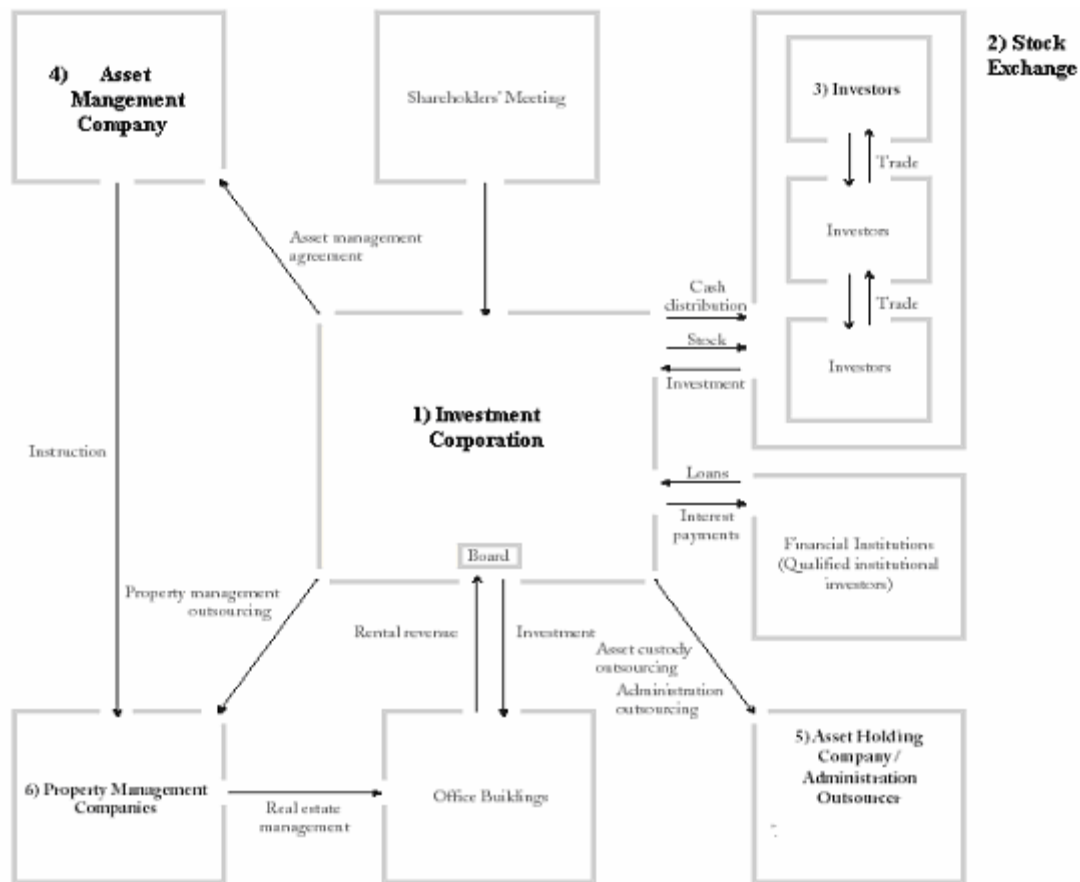 4) Asset
Mangement
Company
Shareholders' Meeting
2) Stock
Exchange
3) Investors
Trade
Investors
Trade
Investors
Asset management
agreement
Cash
distribution
Stock
Investment
1) Investment
Corporation
Instruction
Loans
Interest
payments
Financial Institutions
(Qualified institutional
investors)
Board
Property management
outsourcing
Rental revenue
Investment
Asset custody
outsourcing
Administration
outsourcing
6) Property Management
Companies
Real estate
management
Office Buildings
5) Asset Holding
Company /
Administration
Outsourcer